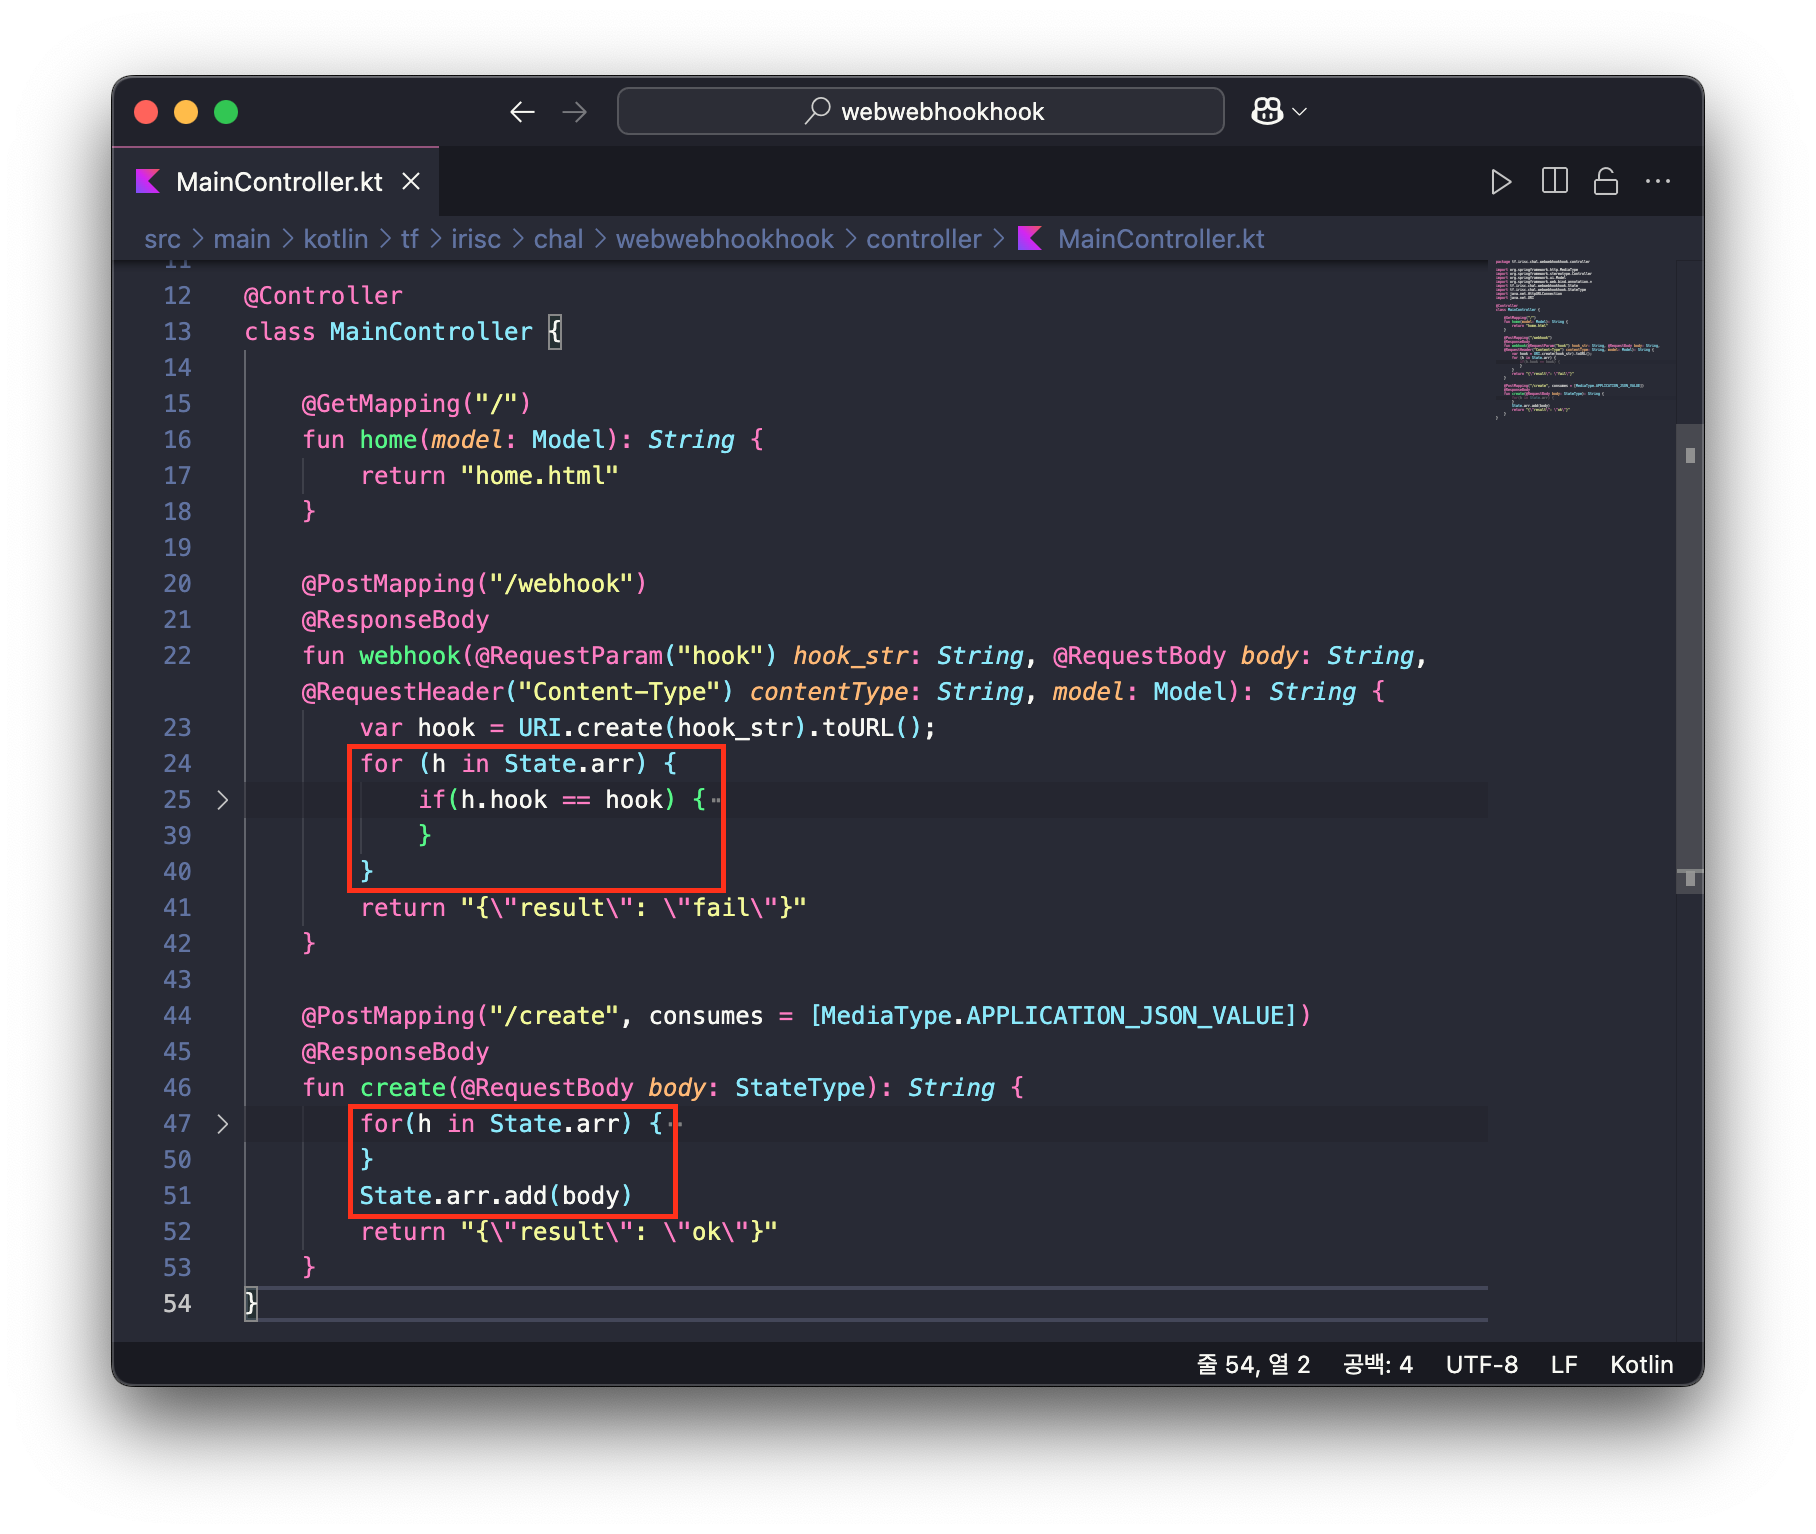 webwebhookhook
MainController.kt
src > main > kotlin > tf > irisc > chal > webwebhookhook > controller > MainController.kt
11
12 @Controller
13 class MainController {
14
15 @GetMapping("/")
16 fun home(model: Model): String {
17 return "home.html"
18 }
19
20 @PostMapping("/webhook")
21 @ResponseBody
22 fun webhook(@RequestParam("hook") hook_str: String, @RequestBody body: String,
@RequestHeader("Content-Type") contentType: String, model: Model): String {
23 var hook = URI.create(hook_str).toURL();
24 for (h in State.arr) {
25 if(h.hook == hook) {
39 }
40 }
41 return "{\"result\": \"fail\"}"
42 }
43
44 @PostMapping("/create", consumes = [MediaType.APPLICATION_JSON_VALUE])
45 @ResponseBody
46 fun create(@RequestBody body: StateType): String {
47 for(h in State.arr) {
50 }
51 State.arr.add(body)
52 return "{\"result\": \"ok\"}"
53 }
54 }
줄 54, 열 2 공백: 4 UTF-8 LF Kotlin